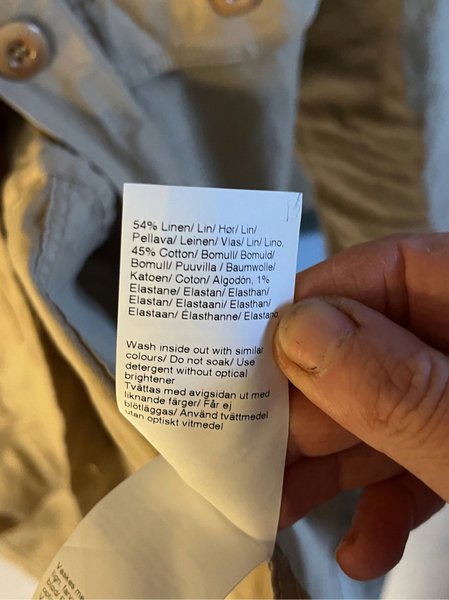 54% Linen/ Lin/ Hør/ Lin/
Pellava/ Leinen/ Vlas/ Lin/ Lino,
45% Cotton/ Bomull/ Bomuld/
Bomull/ Puuvilla / Baumwolle/
Katoen/ Coton/ Algodón, 1%
Elastane/ Elastan/ Elasthan/
Elastan/ Elastaani/ Elasthan/
Elastaan/ Élasthanne/ Elastano
Wash inside out with similar
colours/ Do not soak/ Use
detergent without optical
brightener
Tvättas med avigsidan ut med
liknande färger/ Får ej
blötläggas/ Använd tvättmedel
utan optiskt vitmedel
Vaskes me